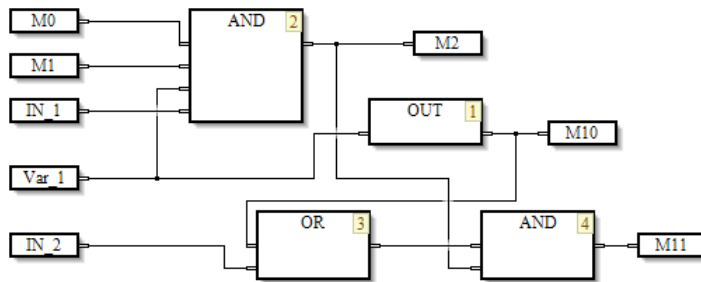 M0
AND 2
M2
M1
IN_1
OUT 1
M10
Var_1
OR 3
AND 4
IN_2
M11